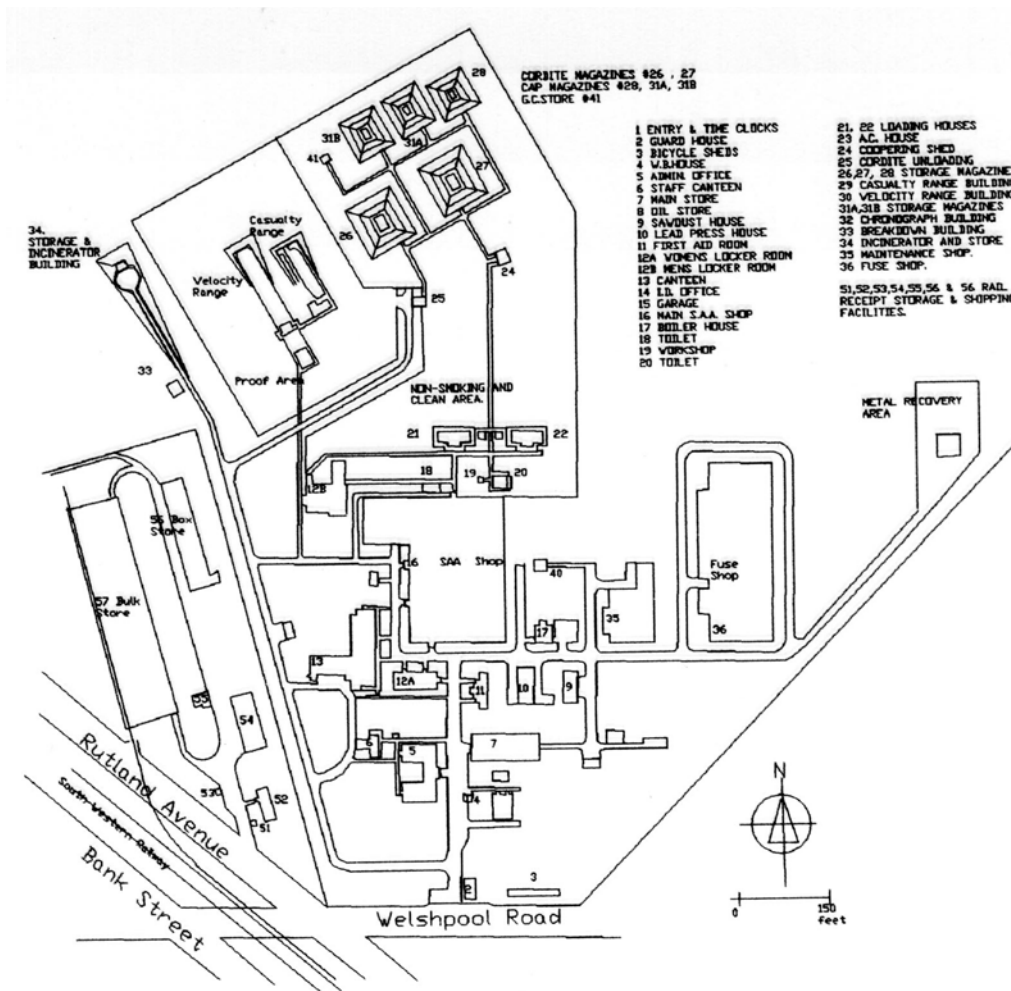 CORDITE MAGAZINES #26 , 27
CAP MAGAZINES #28, 31A, 31B
G.C.STORE #41
1 ENTRY & TIME CLOCKS
2 GUARD HOUSE
3 BICYCLE SHEDS
4 W.B.HOUSE
5 ADMIN. OFFICE
6 STAFF CANTEEN
7 MAIN STORE
8 OIL STORE
9 SAWDUST HOUSE
10 LEAD PRESS HOUSE
11 FIRST AID ROOM
12A WOMENS LOCKER ROOM
12B MENS LOCKER ROOM
13 CANTEEN
14 I.D. OFFICE
15 GARAGE
16 MAIN S.A.A. SHOP
17 BOILER HOUSE
18 TOILET
19 WORKSHOP
20 TOILET
21, 22 LOADING HOUSES
23 A.C. HOUSE
24 COOPERING SHED
25 CORDITE UNLOADING
26,27, 28 STORAGE MAGAZINE
29 CASUALTY RANGE BUILDING
30 VELOCITY RANGE BUILDING
31A,31B STORAGE MAGAZINES
32 CHRONOGRAPH BUILDING
33 BREAKDOWN BUILDING
34 INCINERATOR AND STORE
35 MAINTENANCE SHOP.
36 FUSE SHOP.
51,52,53,54,55,56 & 56 RAIL
RECEIPT STORAGE & SHIPPING
FACILITIES.
28
31B
31A
41
27
26
24
25
34.
STORAGE &
INCINERATOR
BUILDING
Casualty
Range
Velocity
Range
Proof Area
33
NON-SMOKING AND
CLEAN AREA.
METAL RECOVERY
AREA
21
22
18
19
20
12B
56 Box
Store
57 Bulk
Store
16
SAA Shop
40
Fuse
Shop
35
36
17
13
12A
11
10
9
55
54
6
5
7
53
52
51
4
2
3
Rutland Avenue
South Western Railway
Bank Street
Welshpool Road
N
0
150
feet